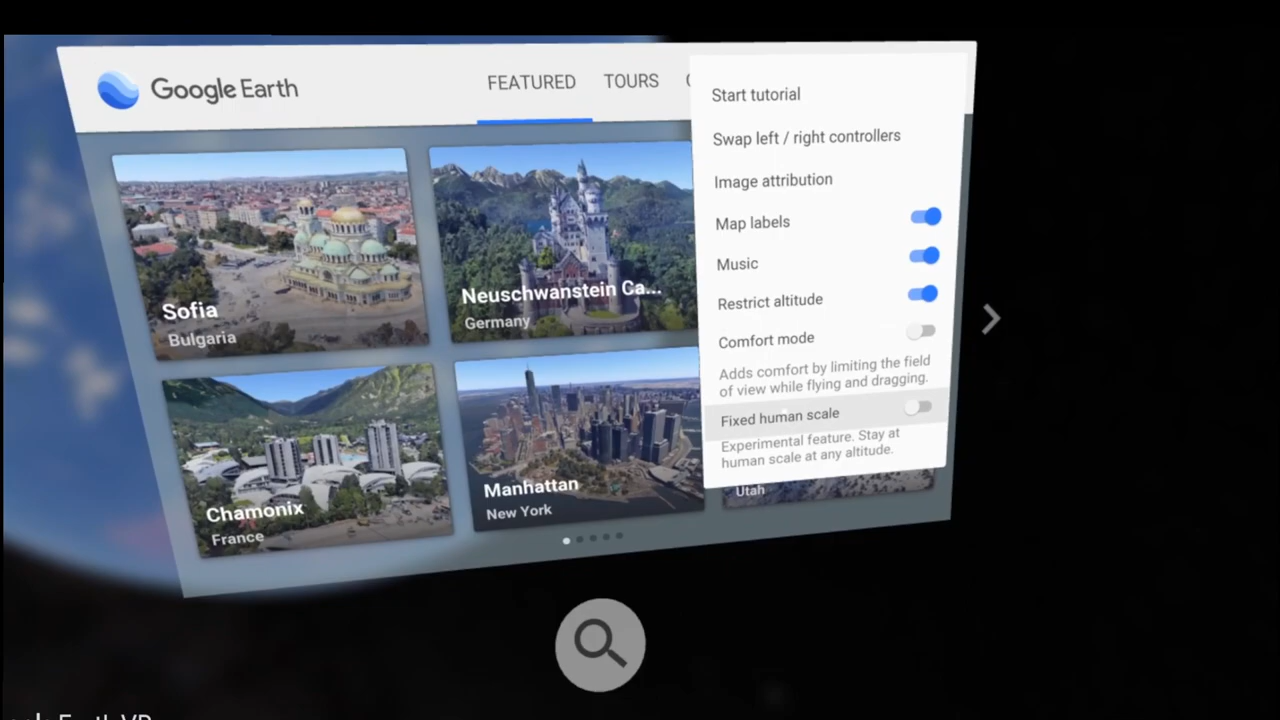 Google Earth
FEATURED
TOURS
Start tutorial
Swap left / right controllers
Image attribution
Map labels
Music
Restrict altitude
Comfort mode
Adds comfort by limiting the field
of view while flying and dragging.
Fixed human scale
Experimental feature. Stay at
human scale at any altitude.
Sofia
Bulgaria
Neuschwanstein Ca...
Germany
Chamonix
France
Manhattan
New York
Utah
Earth VR